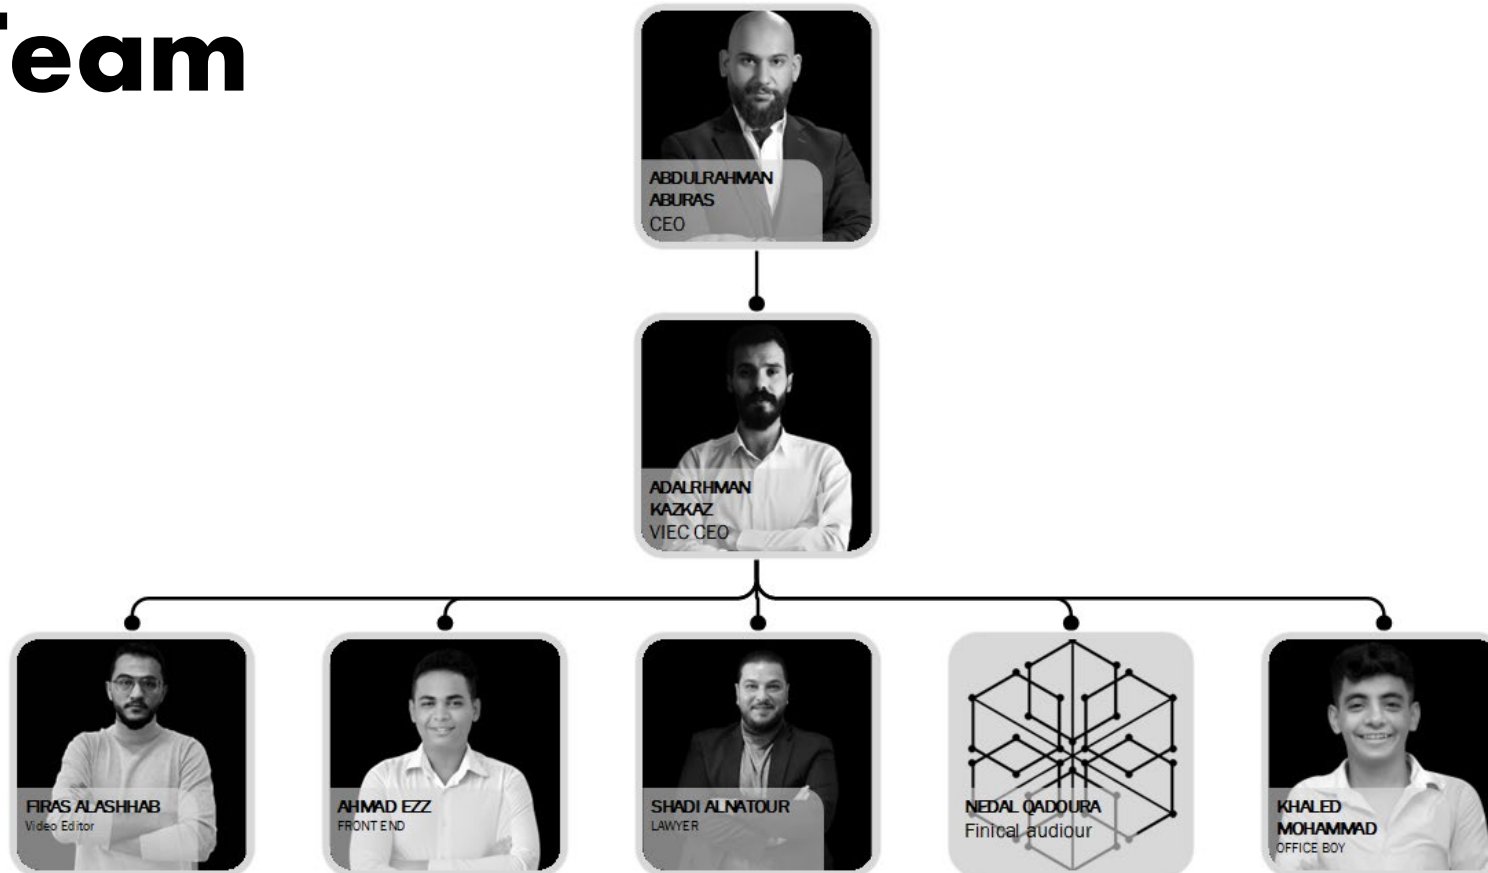 Team
ABDULRAHMAN
ABURAS
CEO
ADALRHMAN
KAZKAZ
VIEC CEO
FIRAS ALASHHAB
Video Editor
AHMAD EZZ
FRONT END
SHADI ALNATOUR
LAWYER
NEDAL QADOURA
Finical audiour
KHALED
MOHAMMAD
OFFICE BOY